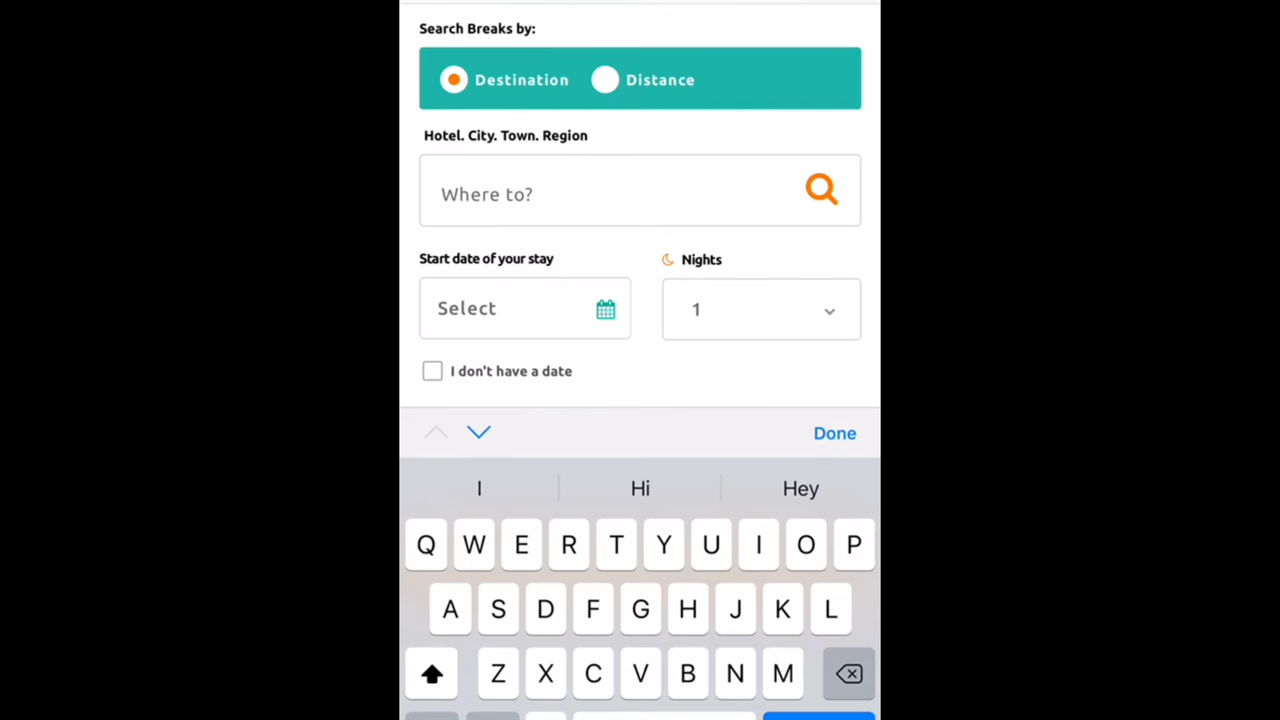 Search Breaks by:
Destination Distance
Hotel. City. Town. Region
Where to?
Start date of your stay Nights
Select 1
I don't have a date
Done
I Hi Hey
Q W E R T Y U I O P
A S D F G H J K L
Z X C V B N M